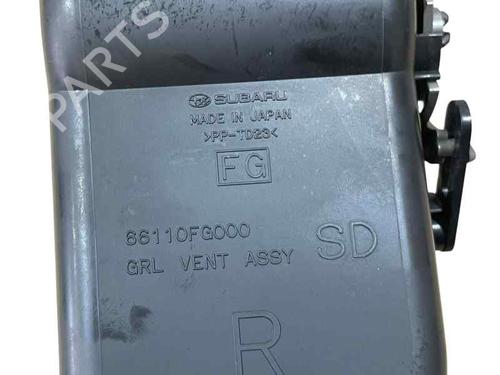 PARTS
SUBARU
MADE IN JAPAN
>PP-TD23<
FG
66110FG000 SD
GRL VENT ASSY
R